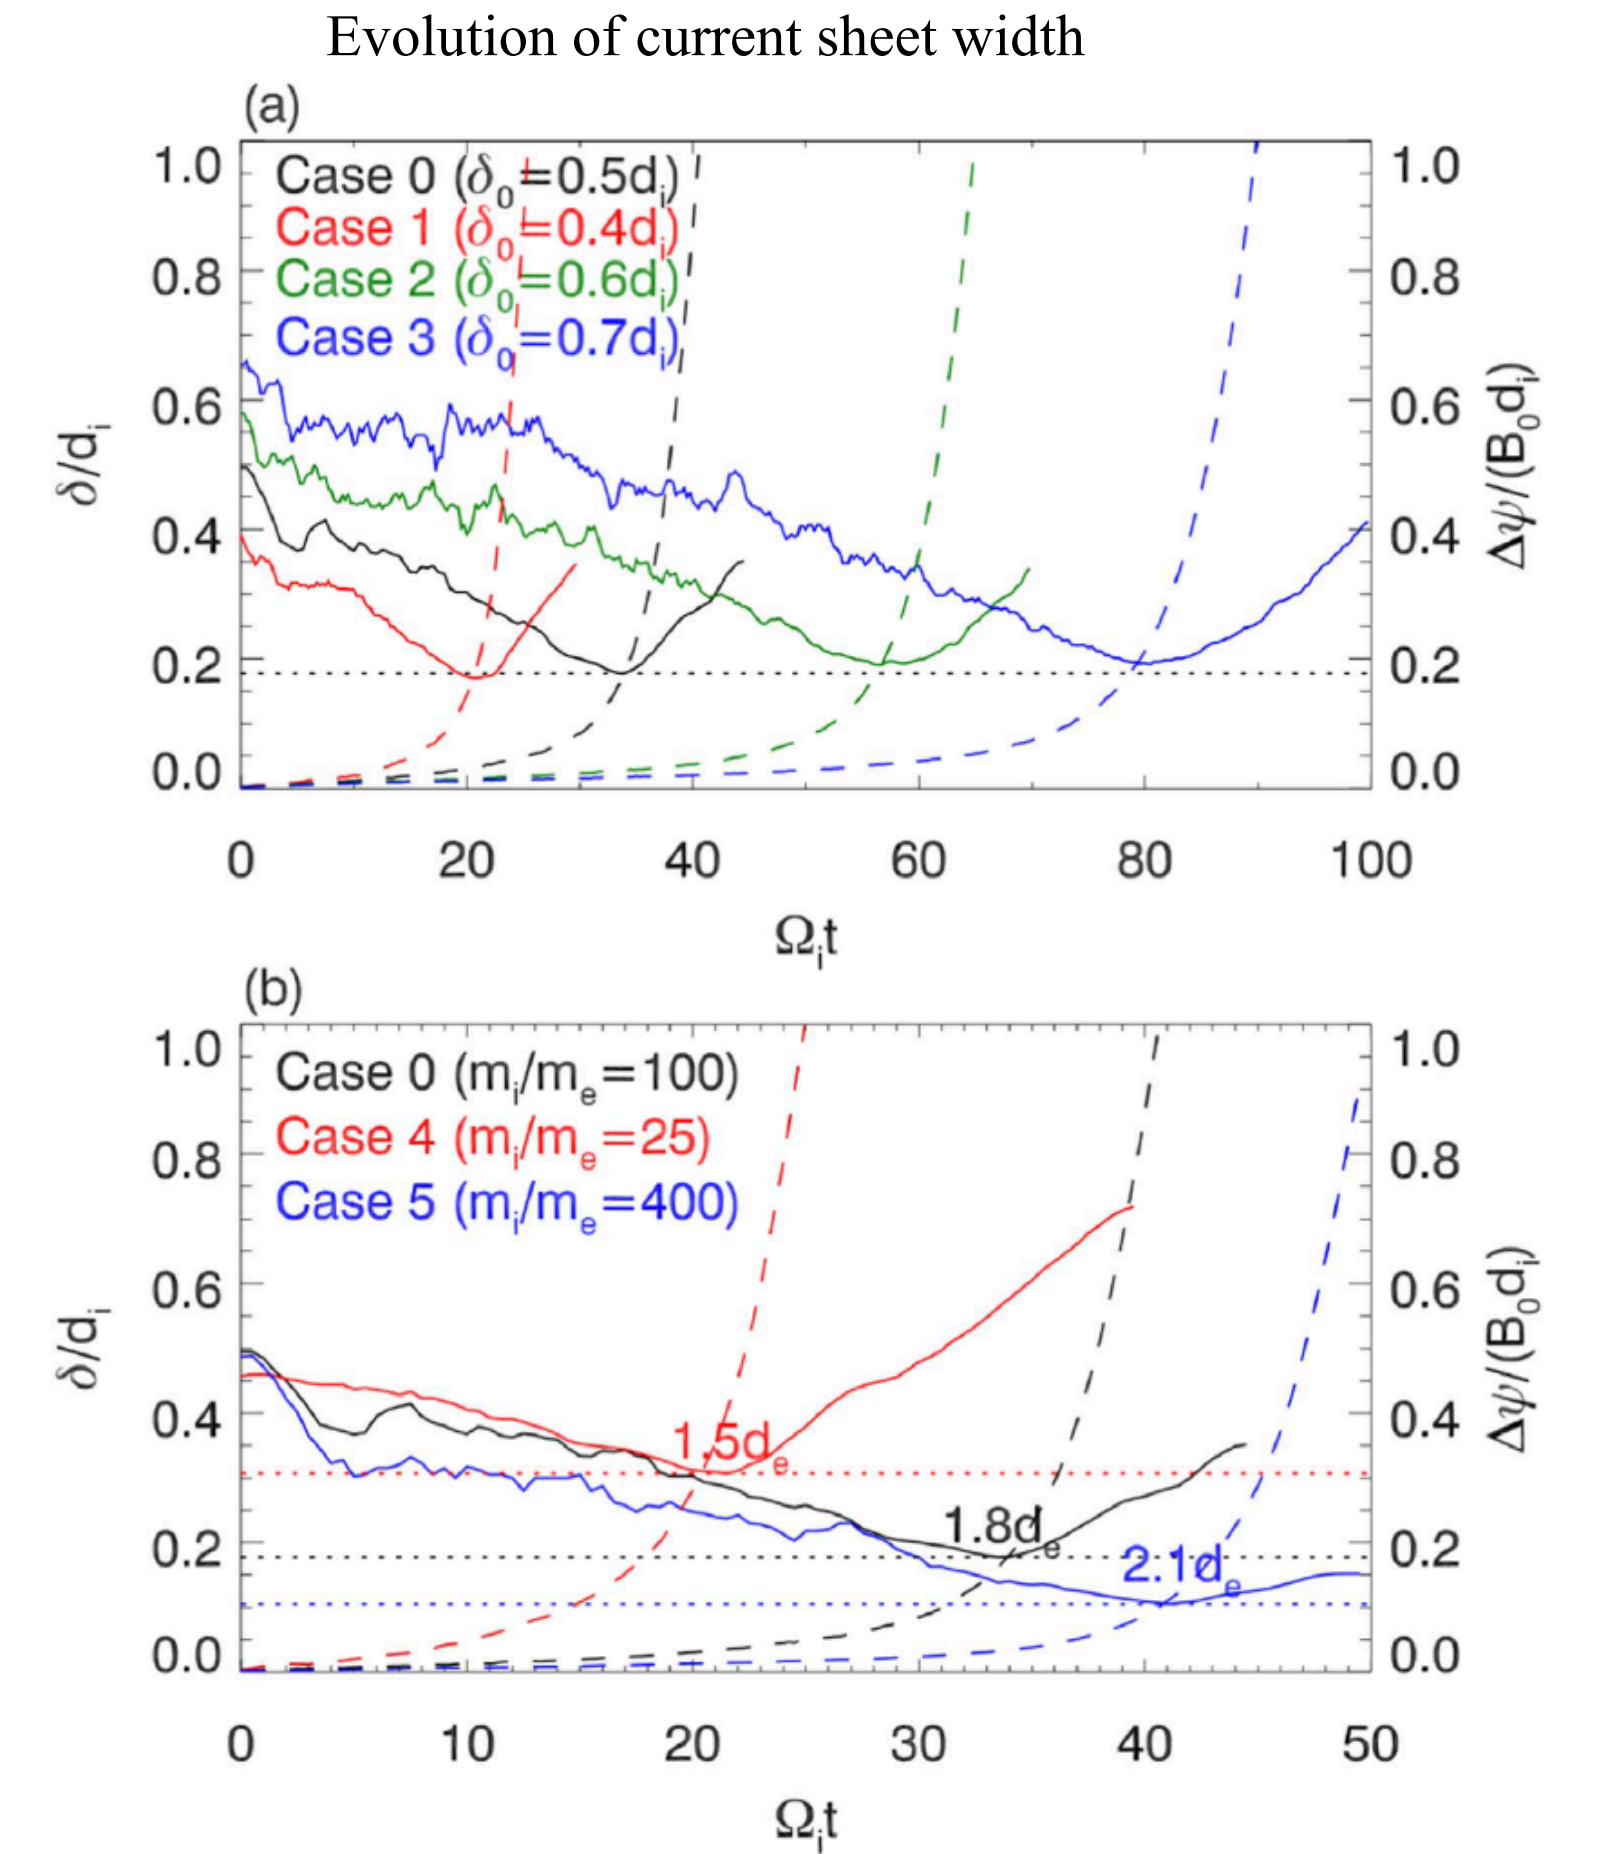 Evolution of current sheet width
(a)
Case 0 (δ₀=0.5dᵢ)
Case 1 (δ₀=0.4dᵢ)
Case 2 (δ₀=0.6dᵢ)
Case 3 (δ₀=0.7dᵢ)
1.0
0.8
0.6
0.4
0.2
0.0
δ/dᵢ
1.0
0.8
0.6
0.4
0.2
0.0
Δψ/(B₀dᵢ)
0 20 40 60 80 100
Ωᵢt
(b)
Case 0 (mᵢ/mₑ=100)
Case 4 (mᵢ/mₑ=25)
Case 5 (mᵢ/mₑ=400)
1.5dₑ
1.8dₑ
2.1dₑ
1.0
0.8
0.6
0.4
0.2
0.0
δ/dᵢ
1.0
0.8
0.6
0.4
0.2
0.0
Δψ/(B₀dᵢ)
0 10 20 30 40 50
Ωᵢt